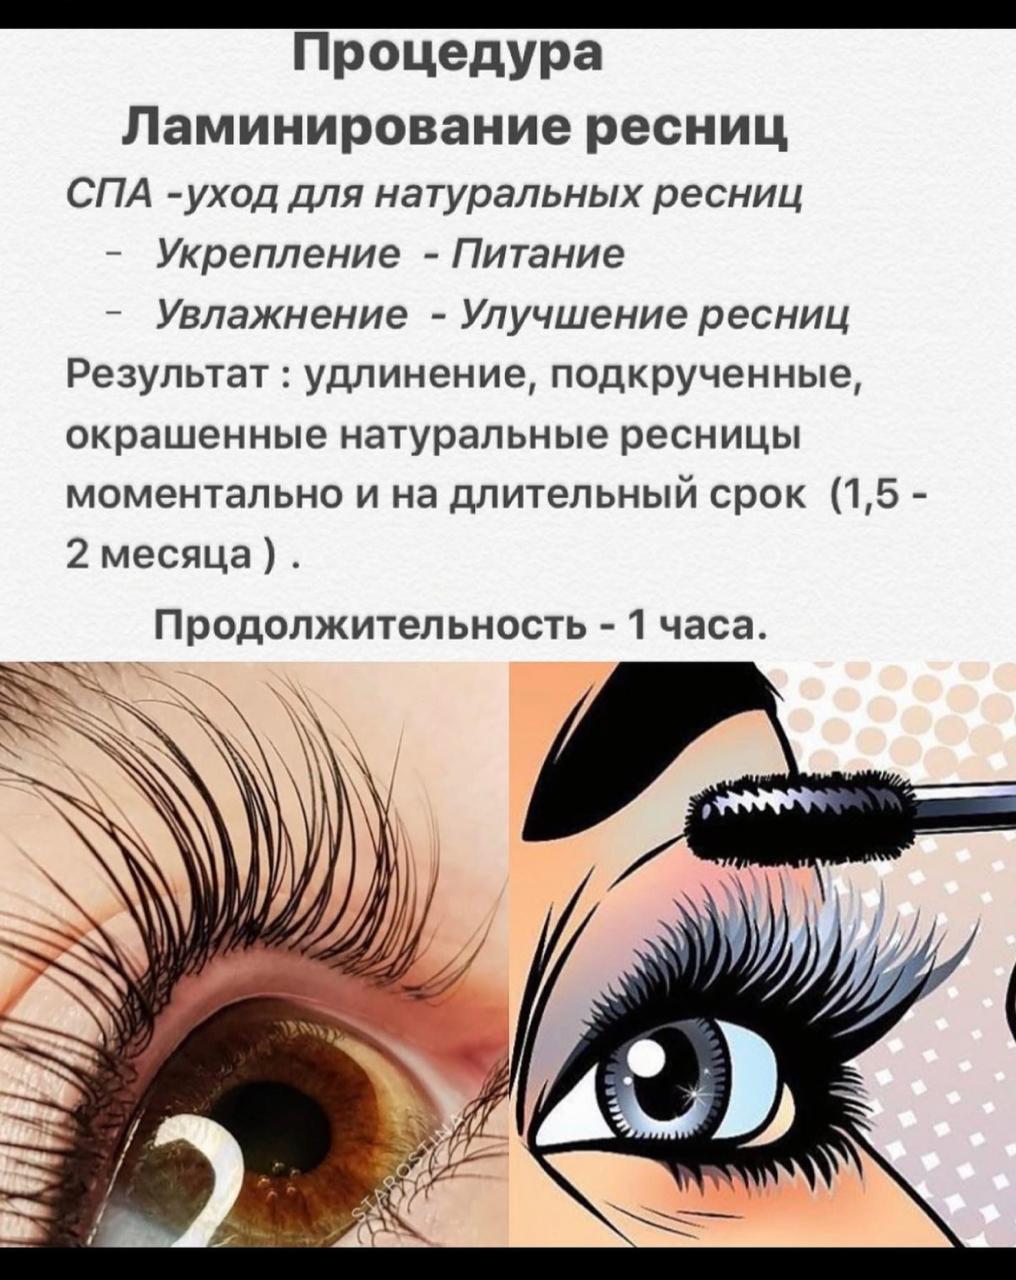 Процедура
Ламинирование ресниц
СПА -уход для натуральных ресниц
- Укрепление - Питание
- Увлажнение - Улучшение ресниц
Результат : удлинение, подкрученные,
окрашенные натуральные ресницы
моментально и на длительный срок (1,5 -
2 месяца ) .
Продолжительность - 1 часа.
STAROSTINA